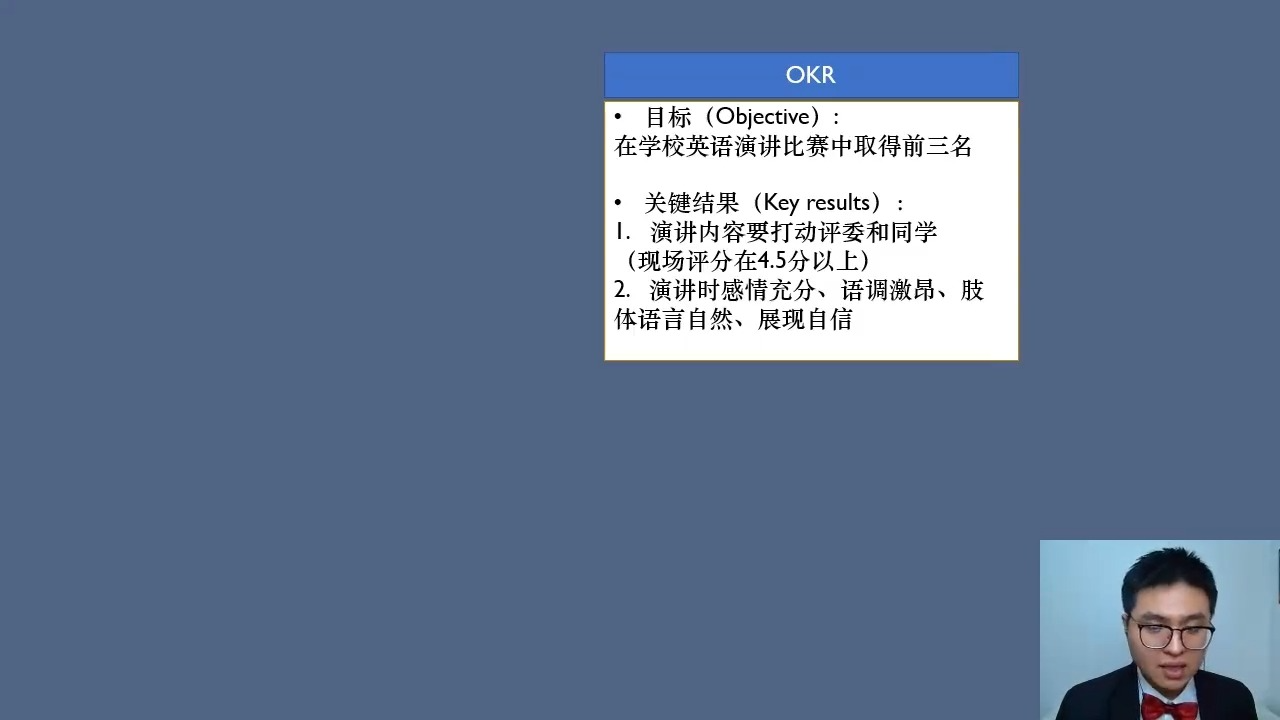 OKR
• 目标（Objective）:
在学校英语演讲比赛中取得前三名
• 关键结果（Key results）:
1. 演讲内容要打动评委和同学
（现场评分在4.5分以上）
2. 演讲时感情充分、语调激昂、肢
体语言自然、展现自信